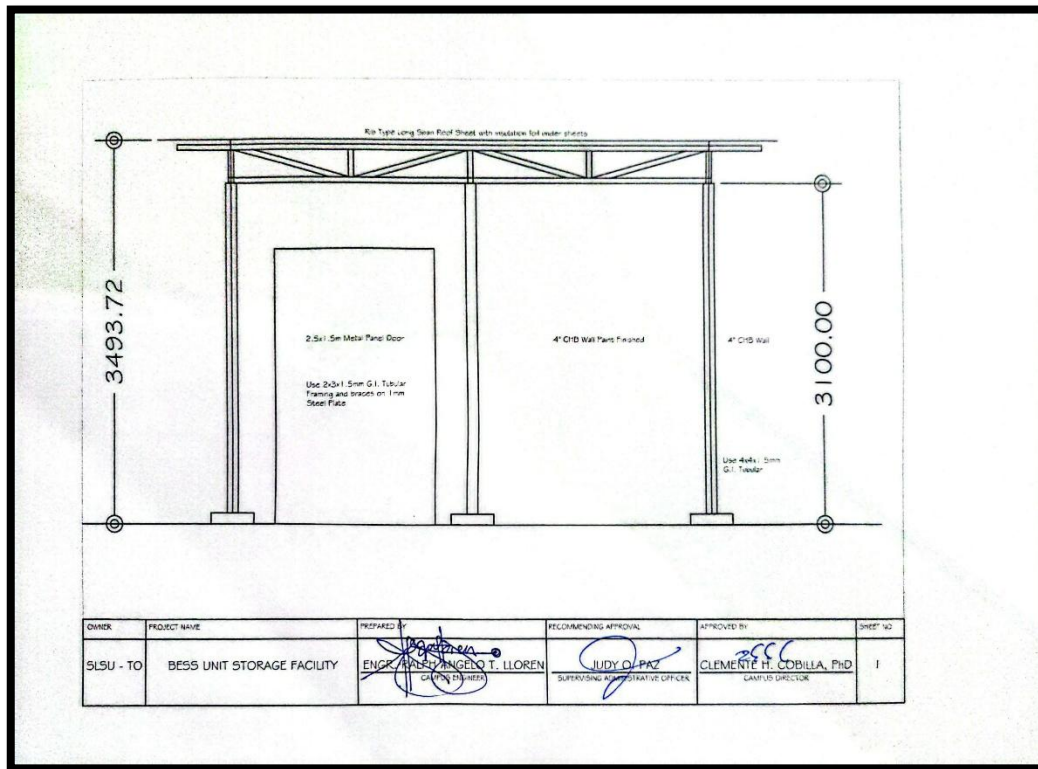 Rib Type Long Span Roof Sheet with insulation foil under sheets
3493.72
3100.00
2.5x1.5m Metal Panel Door
4" CHB Wall Paint Finished
4" CHB Wall
Use 2x3x1.5mm G.I. Tubular
Framing and braces on 1mm
Steel Plate
Use 4x4x1.5mm
G.I. Tubular
OWNER
PROJECT NAME
PREPARED BY
RECOMMENDING APPROVAL
APPROVED BY
SHEET NO
SLSU - TO
BESS UNIT STORAGE FACILITY
ENGR. RALPH ANGELO T. LLOREN
CAMPUS ENGINEER
JUDY O. PAZ
SUPERVISING ADMINISTRATIVE OFFICER
CLEMENTE H. COBILLA, PhD
CAMPUS DIRECTOR
1